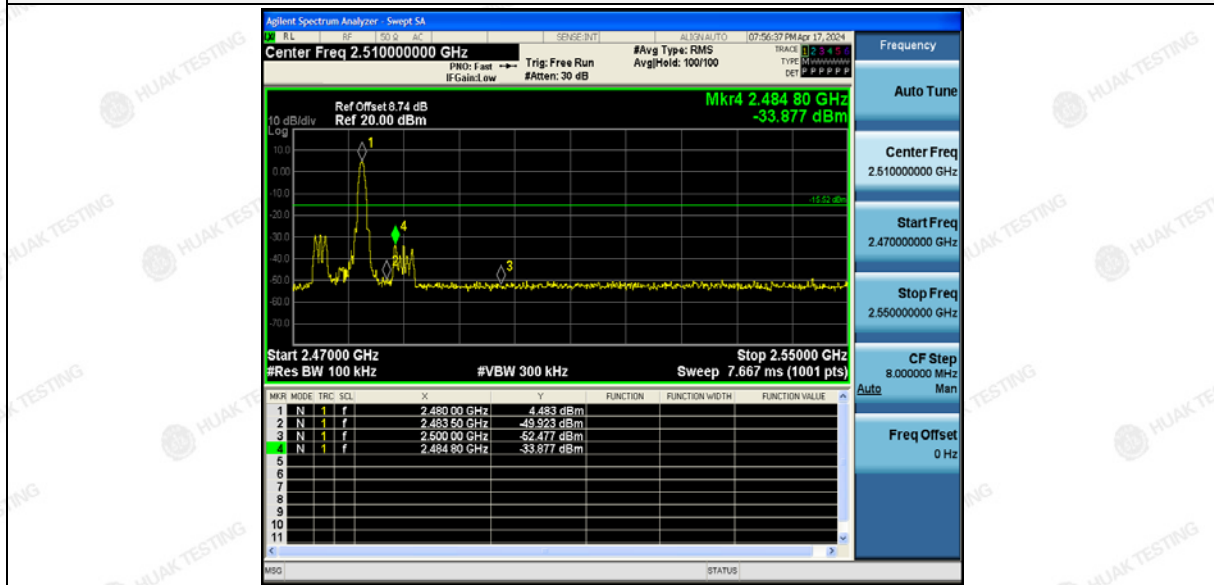 Agilent Spectrum Analyzer - Swept SA
RL RF 50 Ω AC SENSE:INT ALIGN AUTO 07:56:37 PM Apr 17, 2024
Center Freq 2.510000000 GHz
PNO: Fast
IFGain:Low
Trig: Free Run
#Atten: 30 dB
#Avg Type: RMS
Avg|Hold: 100/100
TRACE 1 2 3 4 5 6
TYPE M
DET P P P P P P
Frequency
Auto Tune
Center Freq
2.510000000 GHz
Start Freq
2.470000000 GHz
Stop Freq
2.550000000 GHz
CF Step
8.000000 MHz
Auto Man
Freq Offset
0 Hz
Mkr4 2.484 80 GHz
-33.877 dBm
Ref Offset 8.74 dB
10 dB/div Ref 20.00 dBm
Log
10.0
0.00
-10.0
-20.0
-30.0
-40.0
-50.0
-60.0
-70.0
1
4
2
3
-15.52 dBm
Start 2.47000 GHz Stop 2.55000 GHz
#Res BW 100 kHz #VBW 300 kHz Sweep 7.667 ms (1001 pts)
MKR MODE TRC SCL X Y FUNCTION FUNCTION WIDTH FUNCTION VALUE
1 N 1 f 2.480 00 GHz 4.483 dBm
2 N 1 f 2.483 50 GHz -49.923 dBm
3 N 1 f 2.500 00 GHz -52.477 dBm
4 N 1 f 2.484 80 GHz -33.877 dBm
5
6
7
8
9
10
11
MSG STATUS
HUAK TESTING
HUAK TESTING
HUAK TESTING
HUAK TESTING